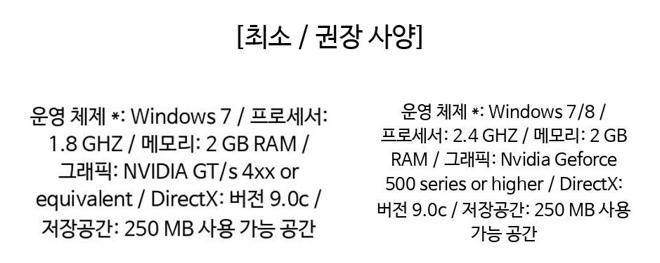 [최소 / 권장 사양]
운영 체제 *: Windows 7 / 프로세서:
1.8 GHZ / 메모리: 2 GB RAM /
그래픽: NVIDIA GT/s 4xx or
equivalent / DirectX: 버전 9.0c /
저장공간: 250 MB 사용 가능 공간
운영 체제 *: Windows 7/8 /
프로세서: 2.4 GHZ / 메모리: 2 GB
RAM / 그래픽: Nvidia Geforce
500 series or higher / DirectX:
버전 9.0c / 저장공간: 250 MB 사용
가능 공간